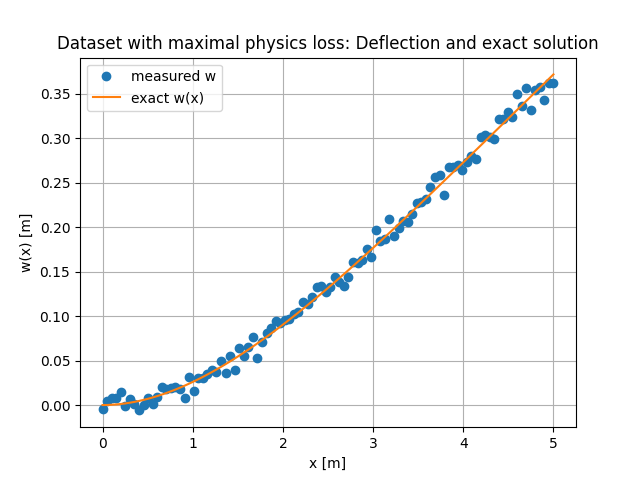 Dataset with maximal physics loss: Deflection and exact solution
measured w
exact w(x)
w(x) [m]
0.35
0.30
0.25
0.20
0.15
0.10
0.05
0.00
0 1 2 3 4 5
x [m]